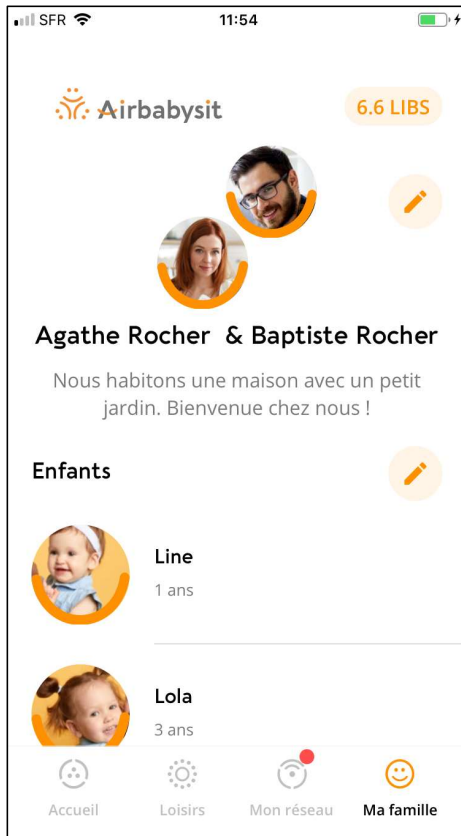 SFR 11:54
Airbabysit 6.6 LIBS
Agathe Rocher & Baptiste Rocher
Nous habitons une maison avec un petit
jardin. Bienvenue chez nous !
Enfants
Line
1 ans
Lola
3 ans
Accueil Loisirs Mon réseau Ma famille